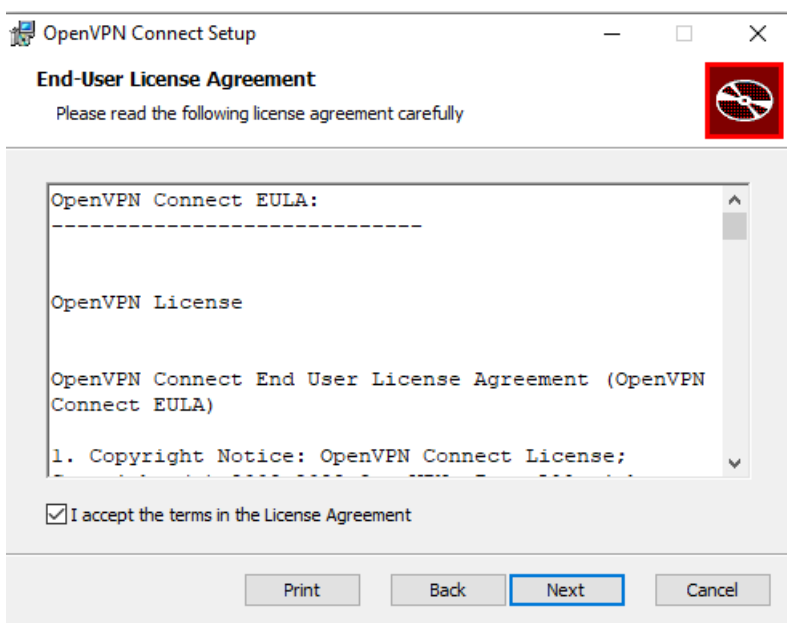 OpenVPN Connect Setup
End-User License Agreement
Please read the following license agreement carefully
OpenVPN Connect EULA:
-----------------------------
OpenVPN License
OpenVPN Connect End User License Agreement (OpenVPN
Connect EULA)
1. Copyright Notice: OpenVPN Connect License;
I accept the terms in the License Agreement
Print
Back
Next
Cancel